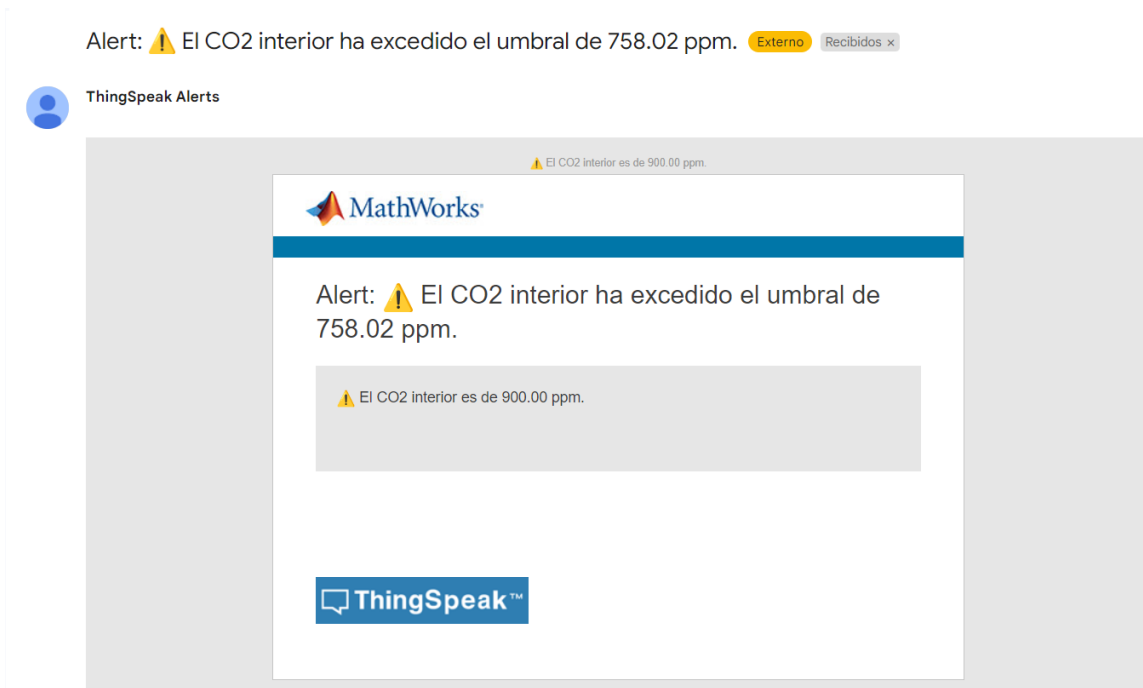 Alert: ⚠️ El CO2 interior ha excedido el umbral de 758.02 ppm. Externo Recibidos ×
ThingSpeak Alerts
⚠️ El CO2 interior es de 900.00 ppm.
MathWorks®
Alert: ⚠️ El CO2 interior ha excedido el umbral de
758.02 ppm.
⚠️ El CO2 interior es de 900.00 ppm.
ThingSpeak™